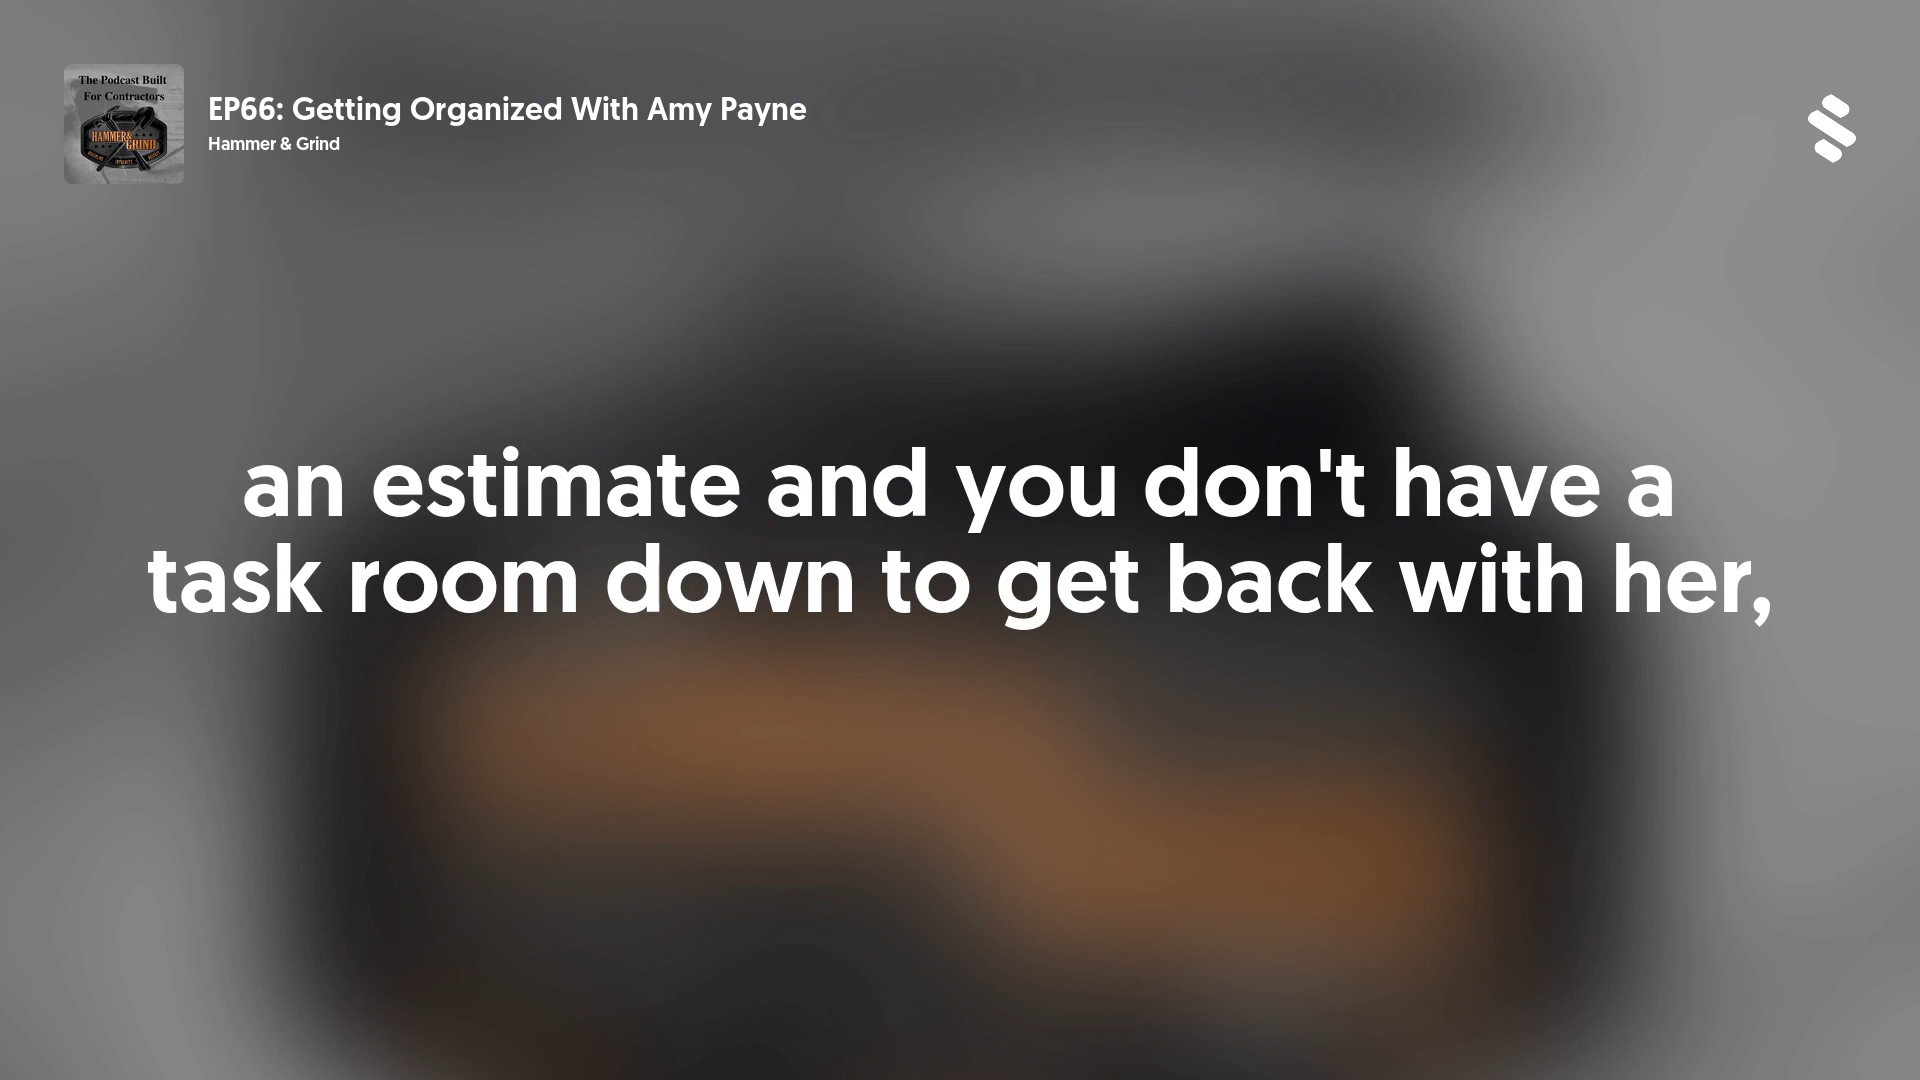 The Podcast Built
For Contractors
HAMMER&
GRIND
EP66: Getting Organized With Amy Payne
Hammer & Grind
an estimate and you don't have a
task room down to get back with her,